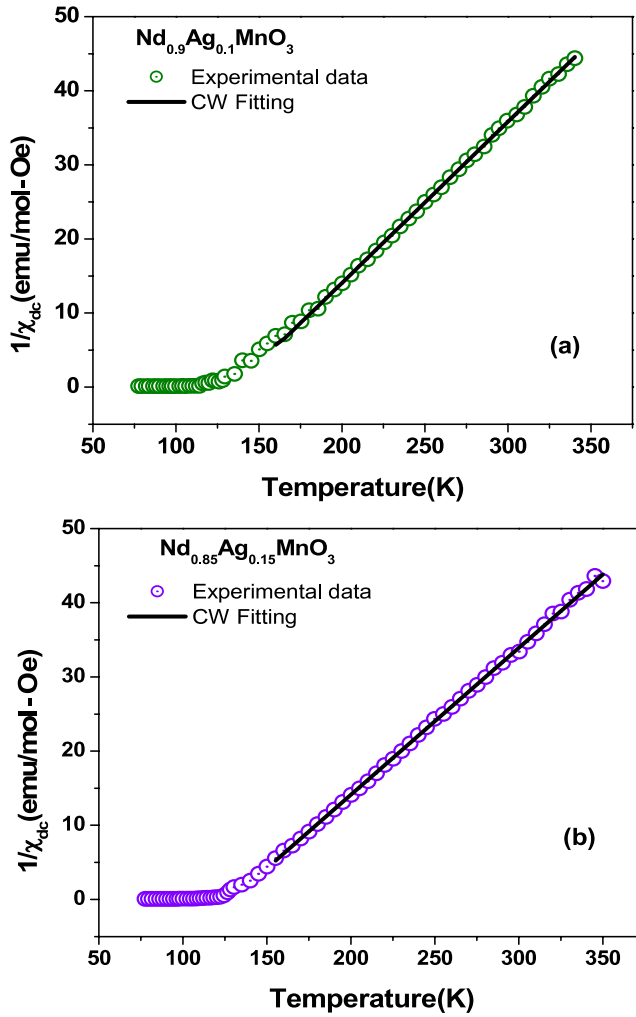 Nd0.9Ag0.1MnO3
Experimental data
CW Fitting
50
40
30
20
10
0
1/χdc(emu/mol-Oe)
(a)
50 100 150 200 250 300 350
Temperature(K)
Nd0.85Ag0.15MnO3
Experimental data
CW Fitting
50
40
30
20
10
0
1/χdc(emu/mol-Oe)
(b)
50 100 150 200 250 300 350
Temperature(K)